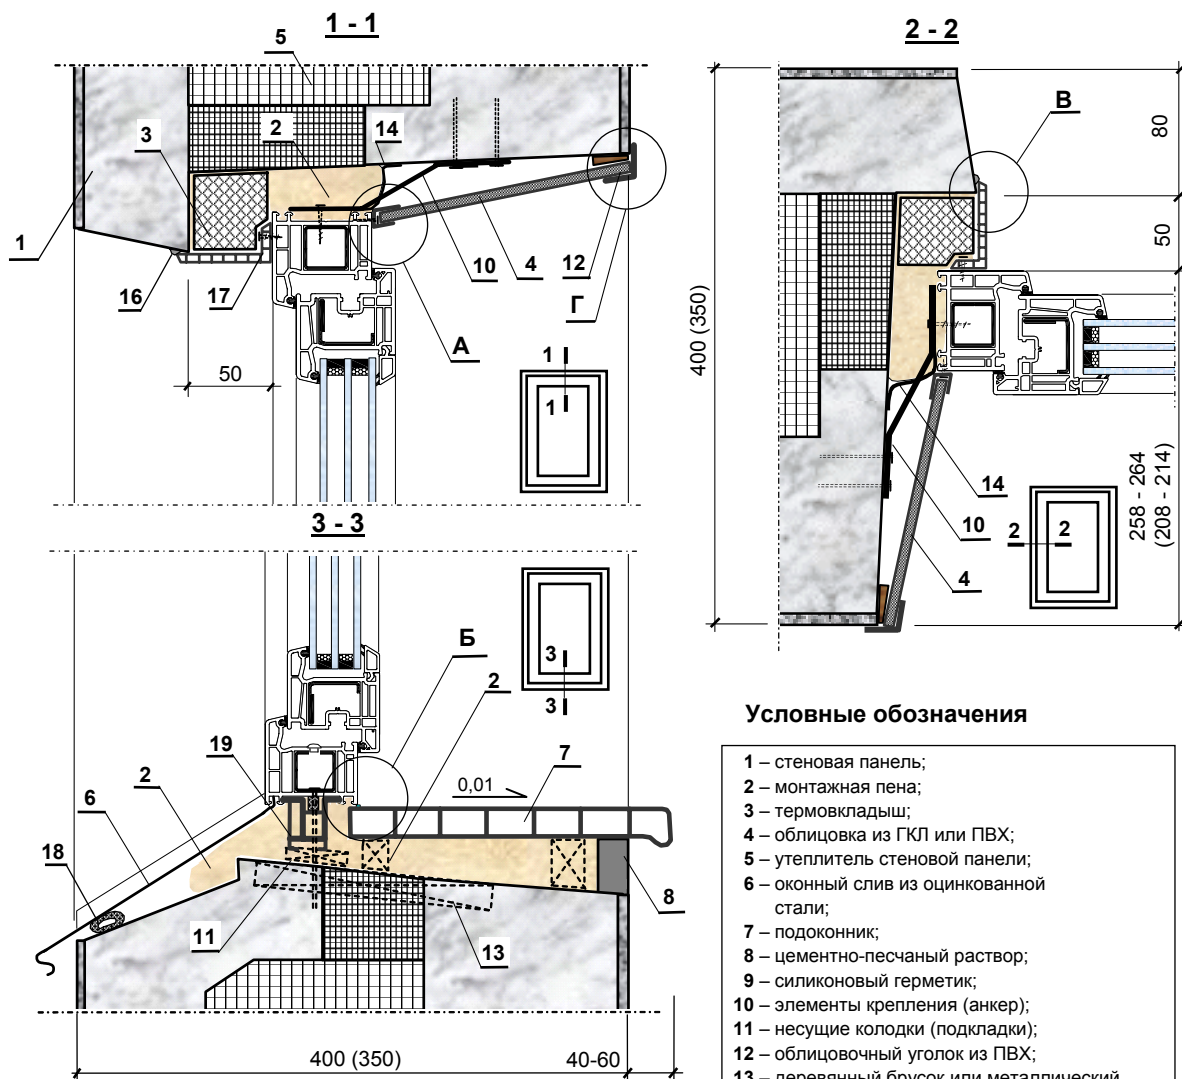 1 - 1
5
3
2
14
1
16
17
10
4
12
Г
А
50
1
1
2 - 2
В
80
50
400 (350)
258 - 264
(208 - 214)
14
10
4
2
2
3 - 3
Б
3
3
2
19
7
0,01
2
6
18
11
13
8
400 (350)
40-60
Условные обозначения
1 – стеновая панель;
2 – монтажная пена;
3 – термовкладыш;
4 – облицовка из ГКЛ или ПВХ;
5 – утеплитель стеновой панели;
6 – оконный слив из оцинкованной
стали;
7 – подоконник;
8 – цементно-песчаный раствор;
9 – силиконовый герметик;
10 – элементы крепления (анкер);
11 – несущие колодки (подкладки);
12 – облицовочный уголок из ПВХ;
13 – деревянный брусок или металлический